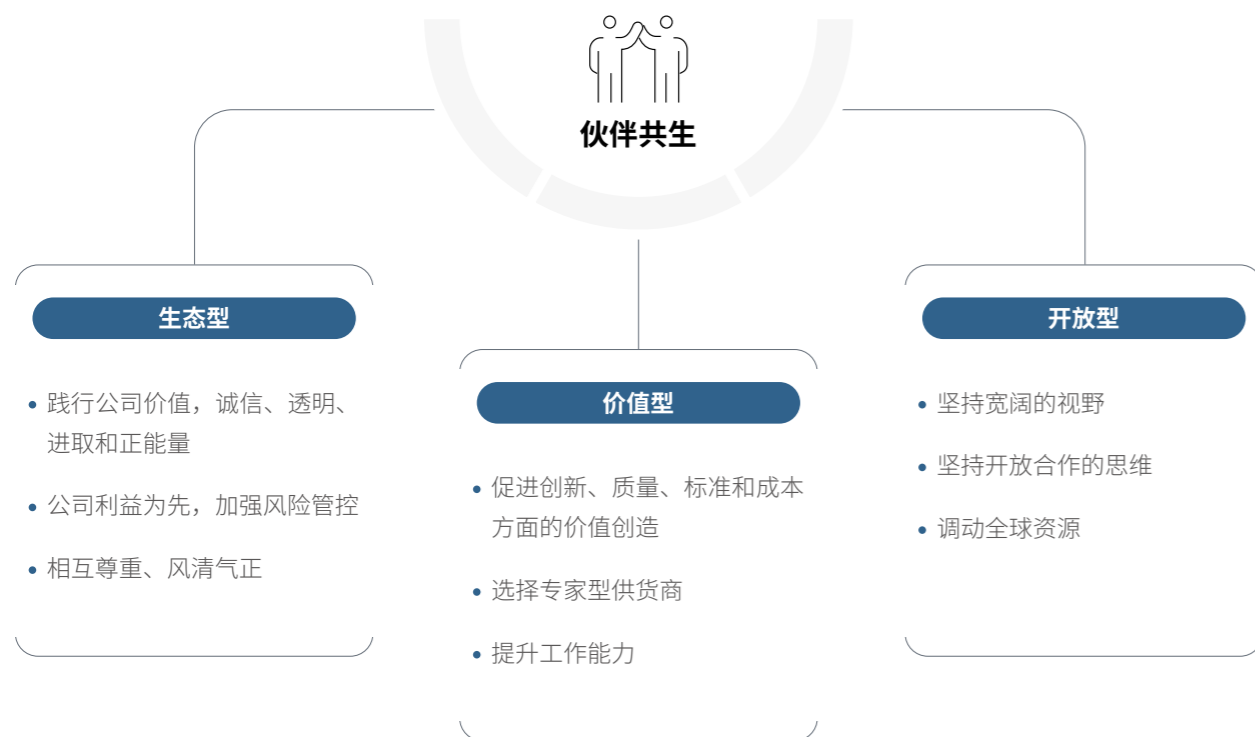 伙伴共生
生态型
践行公司价值，诚信、透明、
进取和正能量
公司利益为先，加强风险管控
相互尊重、风清气正
价值型
促进创新、质量、标准和成本
方面的价值创造
选择专家型供货商
提升工作能力
开放型
坚持宽阔的视野
坚持开放合作的思维
调动全球资源